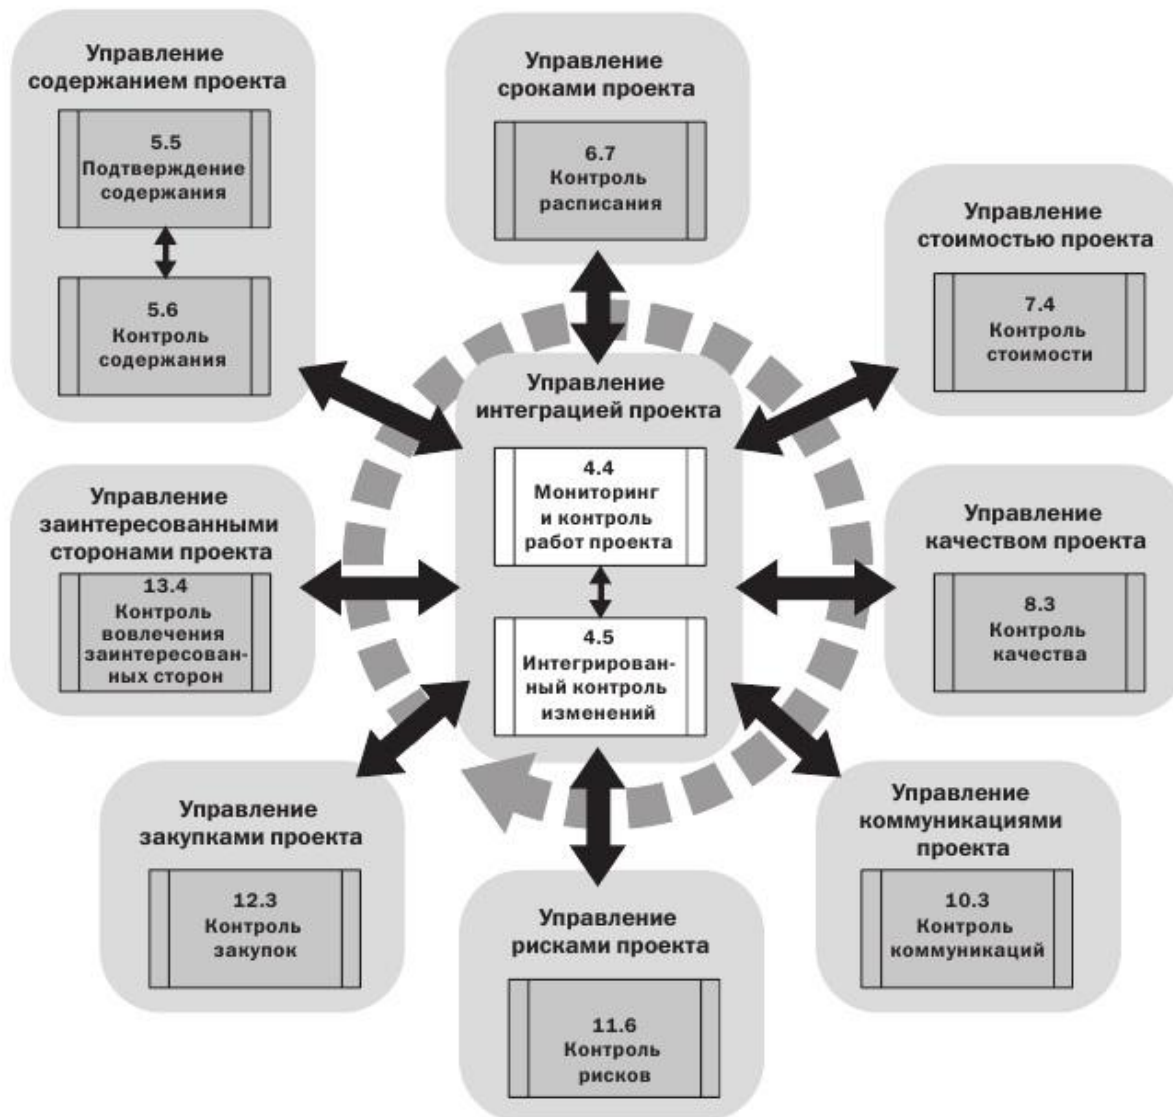 Управление
содержанием проекта
5.5
Подтверждение
содержания
5.6
Контроль
содержания
Управление
сроками проекта
6.7
Контроль
расписания
Управление
стоимостью проекта
7.4
Контроль
стоимости
Управление
интеграцией проекта
4.4
Мониторинг
и контроль
работ проекта
4.5
Интегрирован-
ный контроль
изменений
Управление
заинтересованными
сторонами проекта
13.4
Контроль
вовлечения
заинтересован-
ных сторон
Управление
качеством проекта
8.3
Контроль
качества
Управление
закупками проекта
12.3
Контроль
закупок
Управление
рисками проекта
11.6
Контроль
рисков
Управление
коммуникациями
проекта
10.3
Контроль
коммуникаций